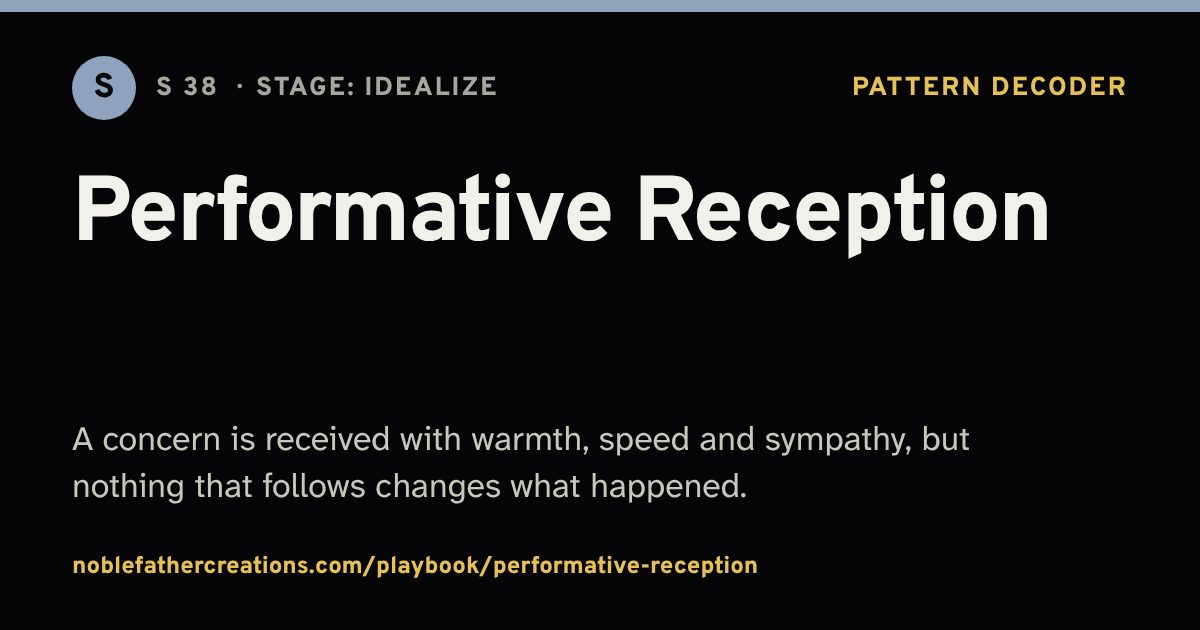 S
S 38 · STAGE: IDEALIZE
PATTERN DECODER
Performative Reception
A concern is received with warmth, speed and sympathy, but
nothing that follows changes what happened.
noblefathercreations.com/playbook/performative-reception